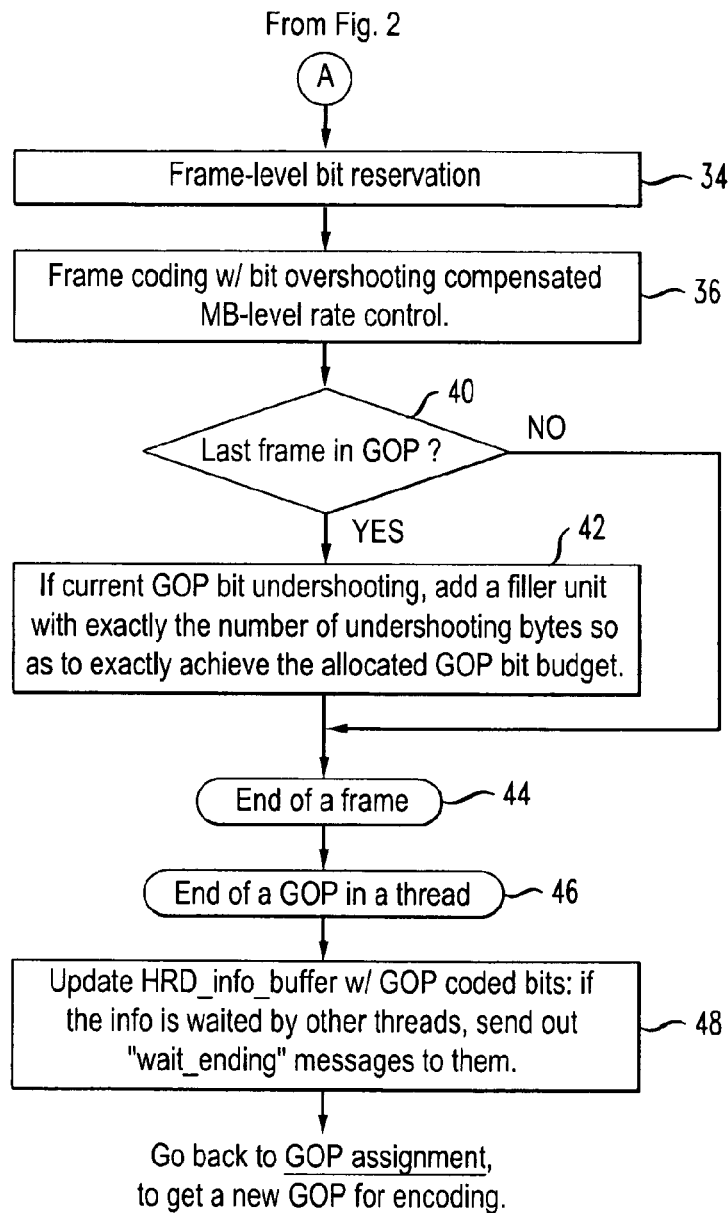 From Fig. 2
A
Frame-level bit reservation
34
Frame coding w/ bit overshooting compensated
MB-level rate control.
36
40
Last frame in GOP ?
NO
YES
42
If current GOP bit undershooting, add a filler unit
with exactly the number of undershooting bytes so
as to exactly achieve the allocated GOP bit budget.
End of a frame
44
End of a GOP in a thread
46
Update HRD_info_buffer w/ GOP coded bits: if
the info is waited by other threads, send out
"wait_ending" messages to them.
48
Go back to GOP assignment,
to get a new GOP for encoding.